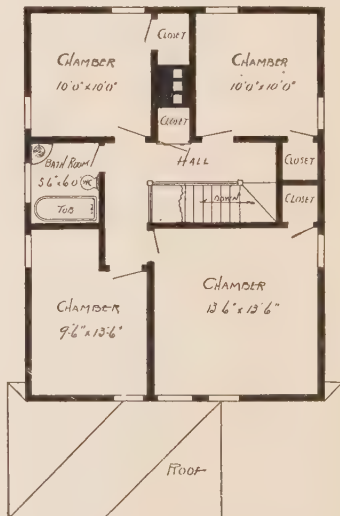 CLOSET
CHAMBER
10'0" x 10'0"
CHAMBER
10'0" x 10'0"
CLOSET
HALL
BATH ROOM
5'6" x 6'0"
WC
TUB
CLOSET
CLOSET
DOWN
CHAMBER
13'6" x 13'6"
CHAMBER
9'6" x 13'6"
ROOF